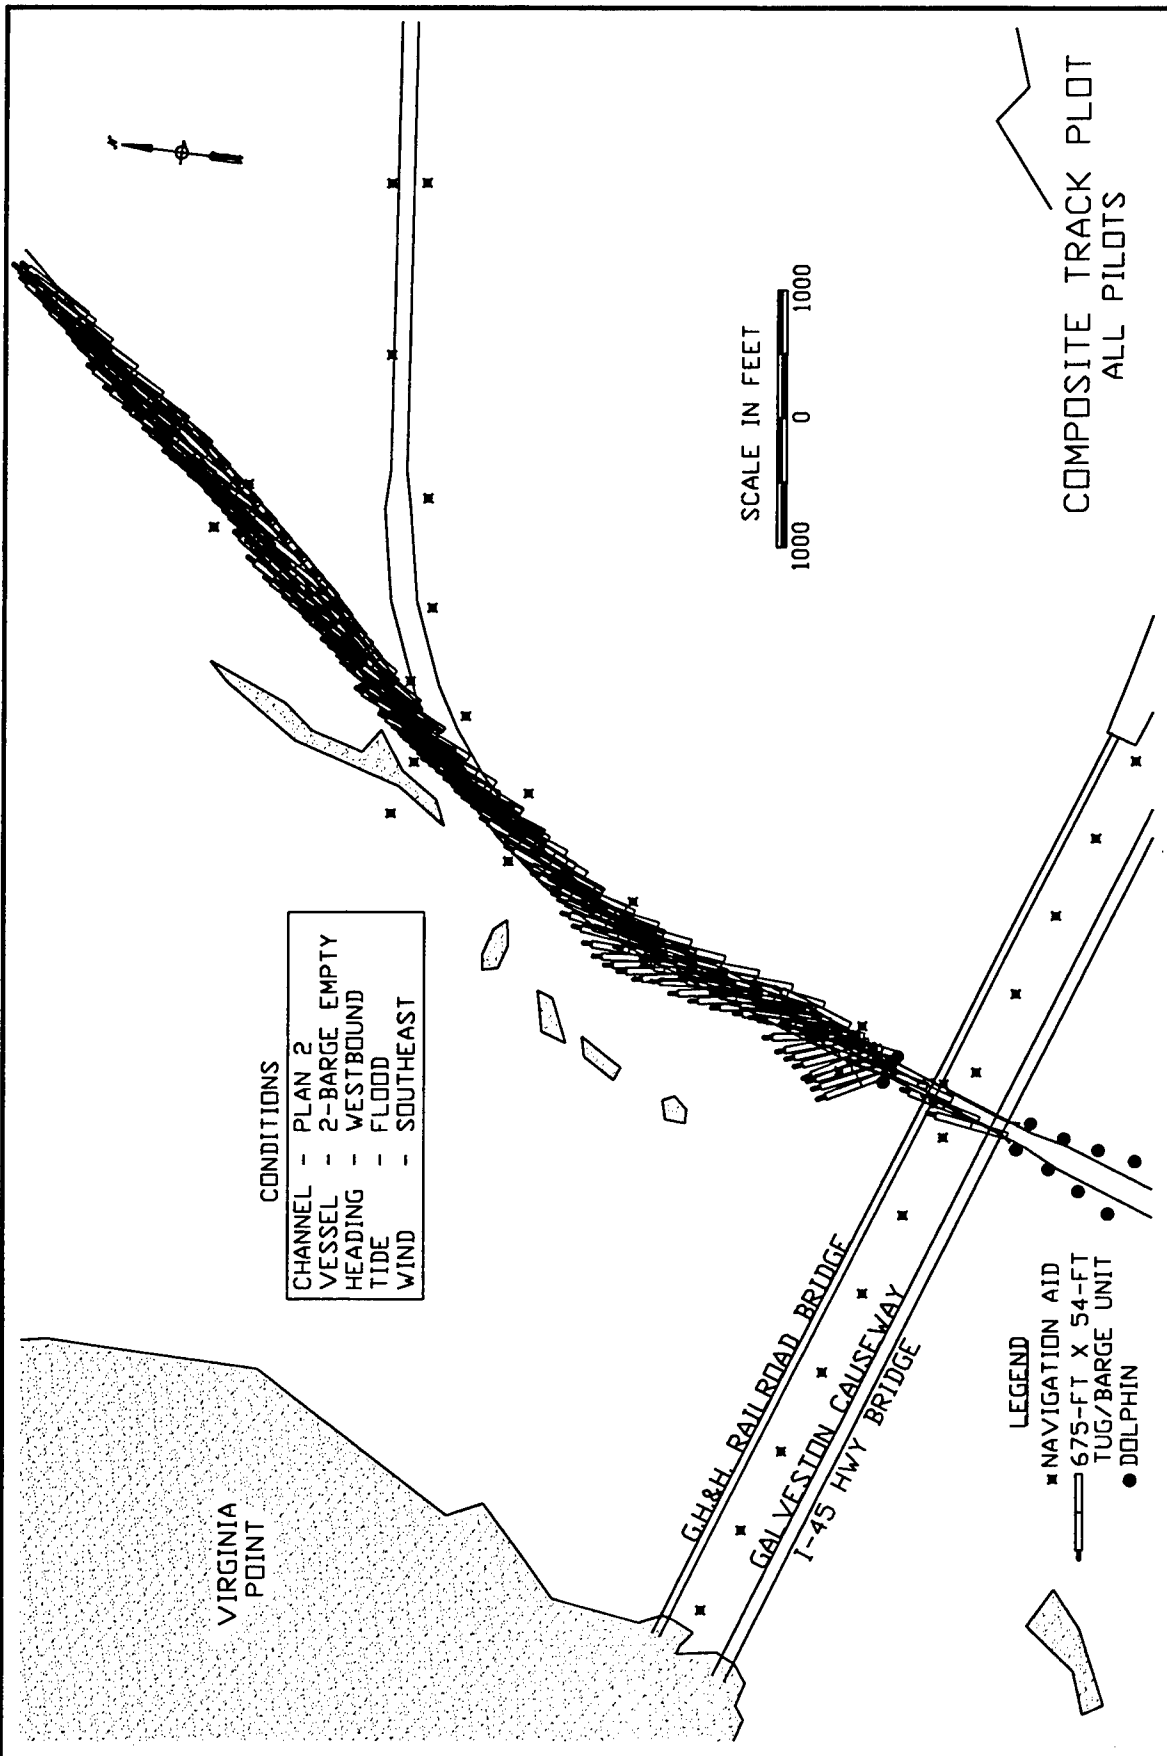 N
CONDITIONS
CHANNEL - PLAN 2
VESSEL - 2-BARGE EMPTY
HEADING - WESTBOUND
TIDE - FLOOD
WIND - SOUTHEAST
VIRGINIA
POINT
SCALE IN FEET
1000 0 1000
G.H.&H. RAILROAD BRIDGE
GALVESTON CAUSEWAY
I-45 HWY BRIDGE
LEGEND
NAVIGATION AID
675-FT X 54-FT
TUG/BARGE UNIT
DOLPHIN
COMPOSITE TRACK PLOT
ALL PILOTS